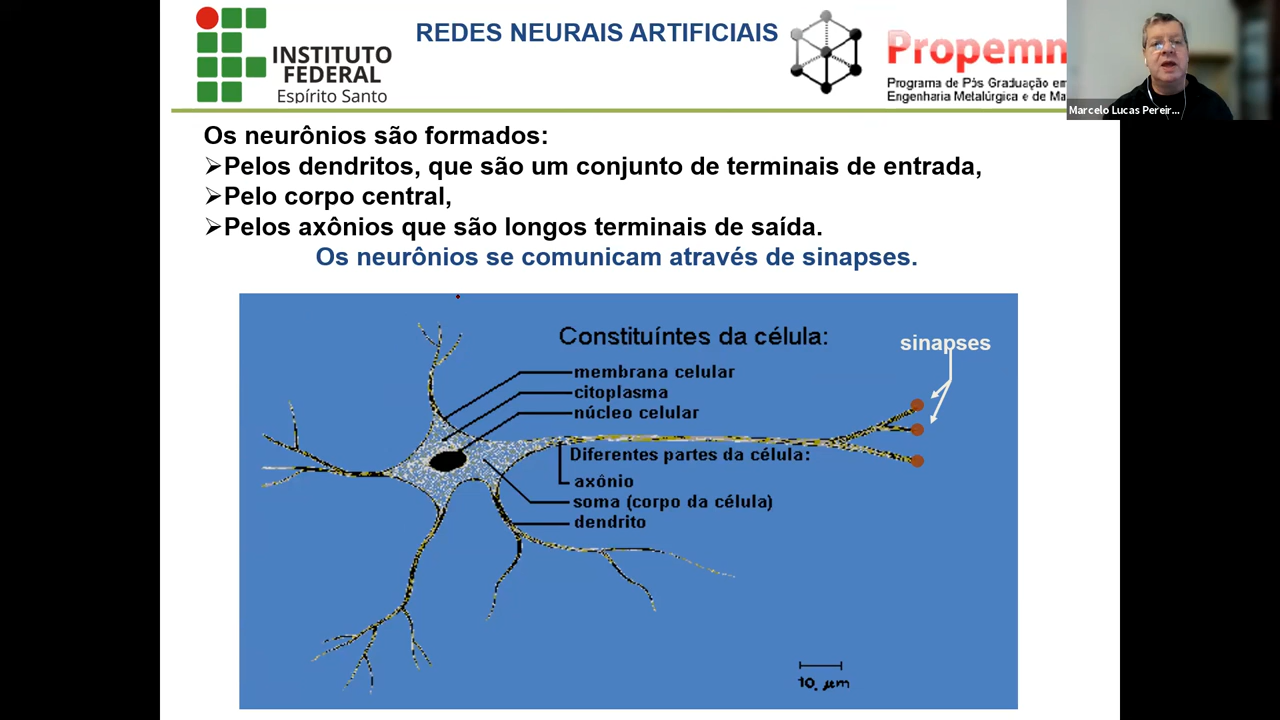 REDES NEURAIS ARTIFICIAIS
INSTITUTO
FEDERAL
Espírito Santo
Propemm
Programa de Pós Graduação em
Engenharia Metalúrgica e de Ma
Marcelo Lucas Pereir...
Os neurônios são formados:
➢Pelos dendritos, que são um conjunto de terminais de entrada,
➢Pelo corpo central,
➢Pelos axônios que são longos terminais de saída.
Os neurônios se comunicam através de sinapses.
Constituíntes da célula:
sinapses
membrana celular
citoplasma
núcleo celular
Diferentes partes da célula:
axônio
soma (corpo da célula)
dendrito
10 µm